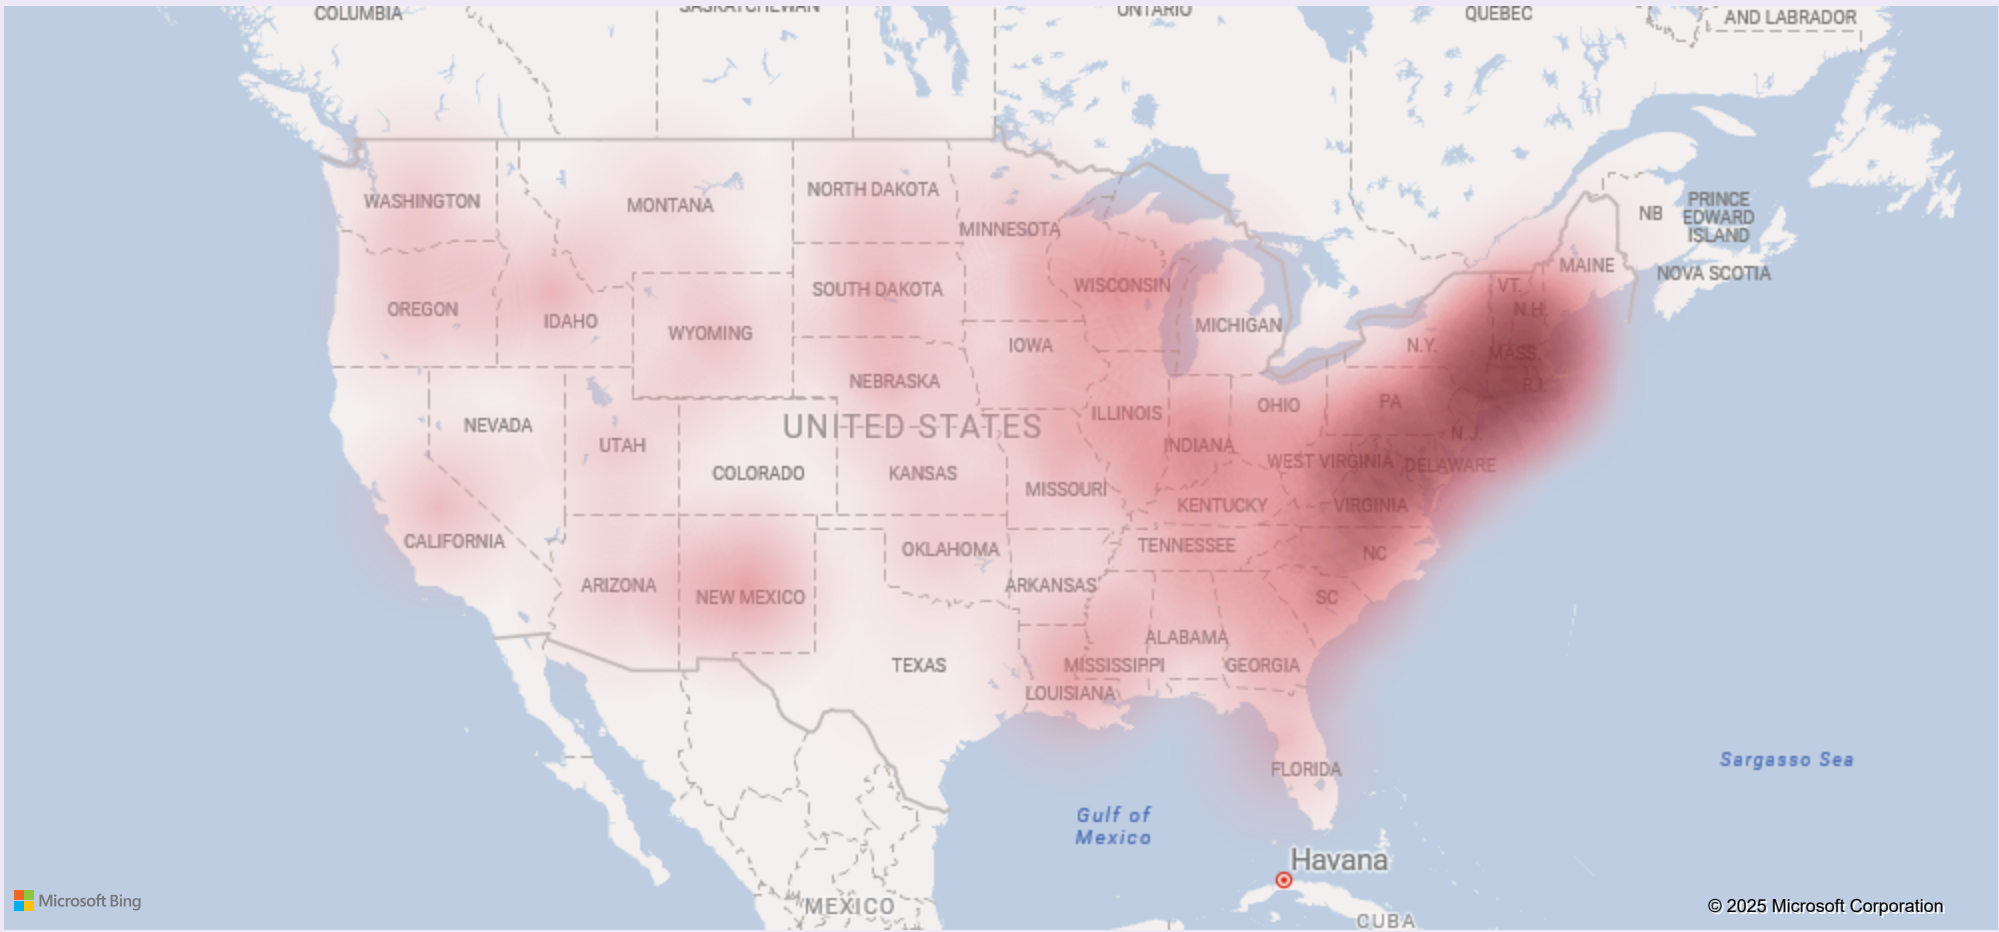 COLUMBIA
SASKATCHEWAN
ONTARIO
QUEBEC
AND LABRADOR
WASHINGTON
MONTANA
NORTH DAKOTA
MINNESOTA
NB
PRINCE
EDWARD
ISLAND
MAINE
NOVA SCOTIA
OREGON
IDAHO
WYOMING
SOUTH DAKOTA
WISCONSIN
MICHIGAN
VT.
N.H.
IOWA
N.Y.
MASS.
R.I.
NEBRASKA
NEVADA
UTAH
COLORADO
UNITED STATES
KANSAS
MISSOURI
ILLINOIS
INDIANA
OHIO
PA
N.J.
WEST VIRGINIA
DELAWARE
KENTUCKY
VIRGINIA
CALIFORNIA
ARIZONA
NEW MEXICO
OKLAHOMA
ARKANSAS
TENNESSEE
NC
SC
TEXAS
ALABAMA
MISSISSIPPI
GEORGIA
LOUISIANA
FLORIDA
Sargasso Sea
Gulf of
Mexico
Havana
MEXICO
CUBA
Microsoft Bing
© 2025 Microsoft Corporation